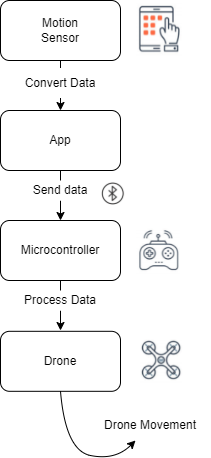 Motion
Sensor
Convert Data
App
Send data
Microcontroller
Process Data
Drone
Drone Movement